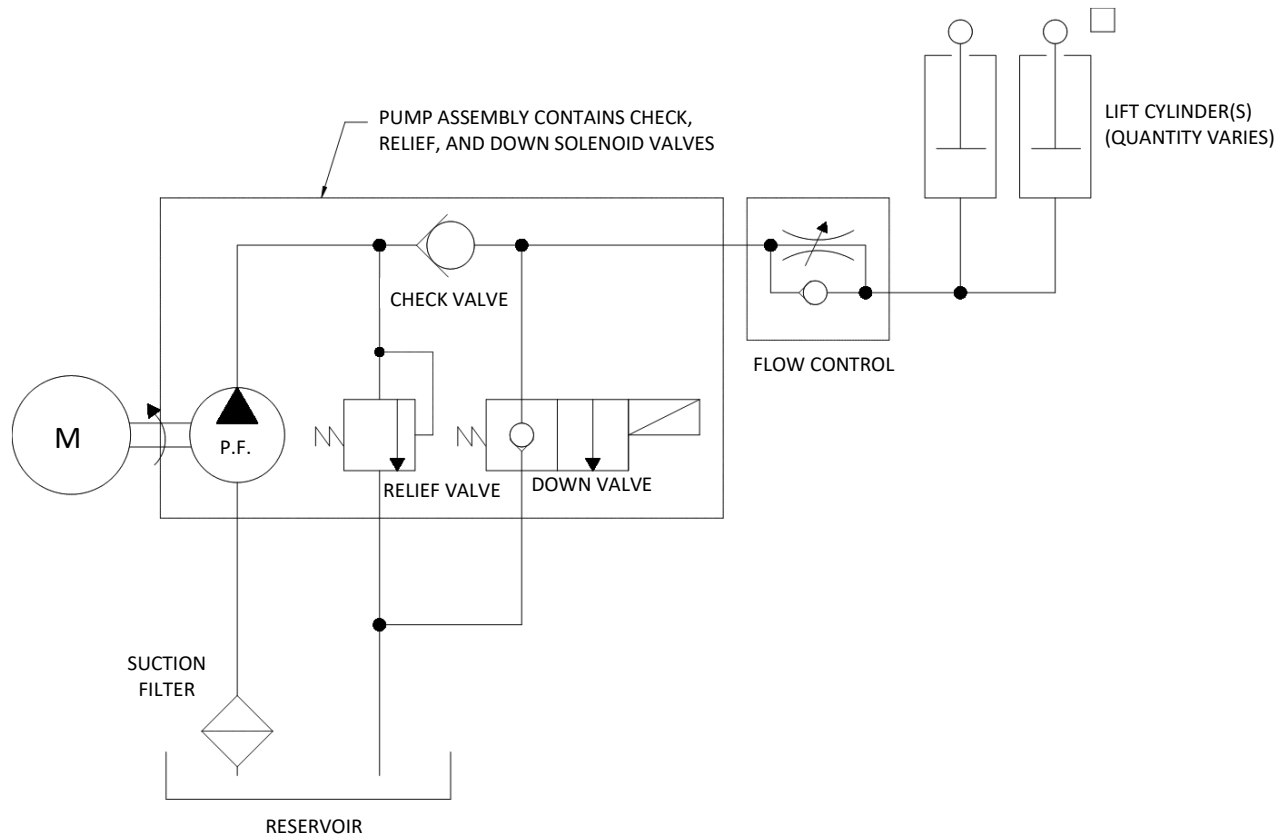 PUMP ASSEMBLY CONTAINS CHECK,
RELIEF, AND DOWN SOLENOID VALVES
LIFT CYLINDER(S)
(QUANTITY VARIES)
CHECK VALVE
FLOW CONTROL
M
P.F.
RELIEF VALVE
DOWN VALVE
SUCTION
FILTER
RESERVOIR